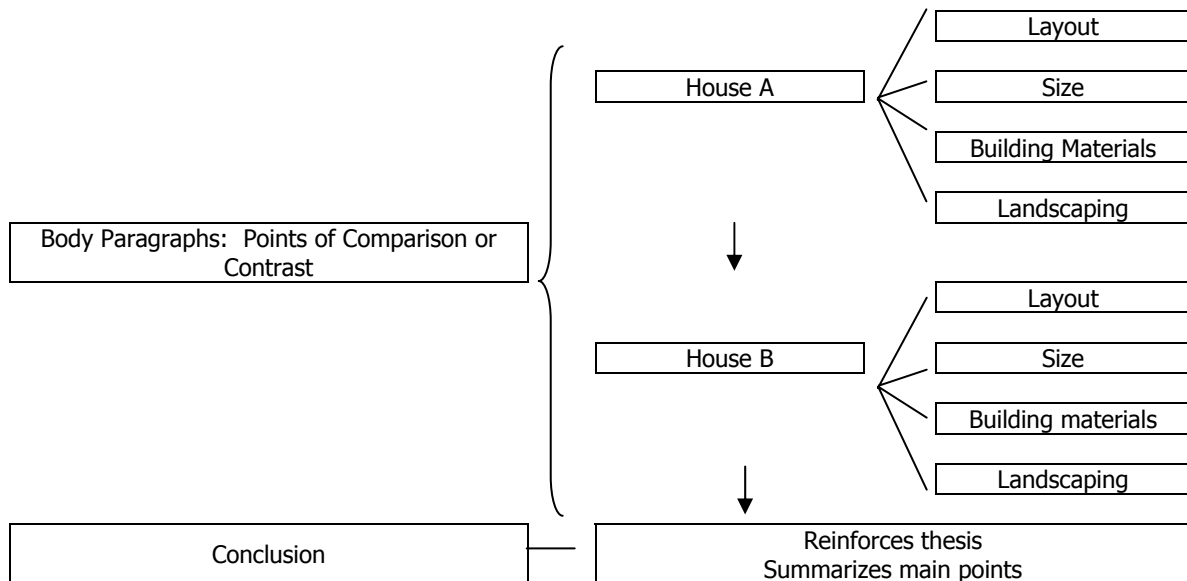 Layout
House A
Size
Building Materials
Landscaping
Body Paragraphs: Points of Comparison or
Contrast
Layout
House B
Size
Building materials
Landscaping
Conclusion
Reinforces thesis
Summarizes main points